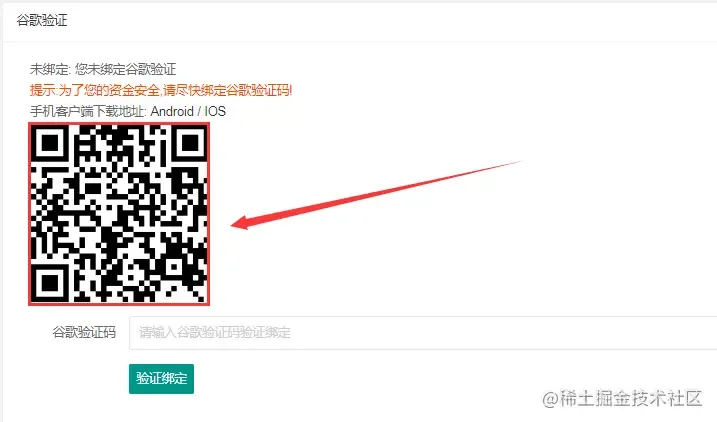 谷歌验证
未绑定: 您未绑定谷歌验证
提示:为了您的资金安全,请尽快绑定谷歌验证码!
手机客户端下载地址: Android / IOS
谷歌验证码
请输入谷歌验证码验证绑定
验证绑定
@稀土掘金技术社区